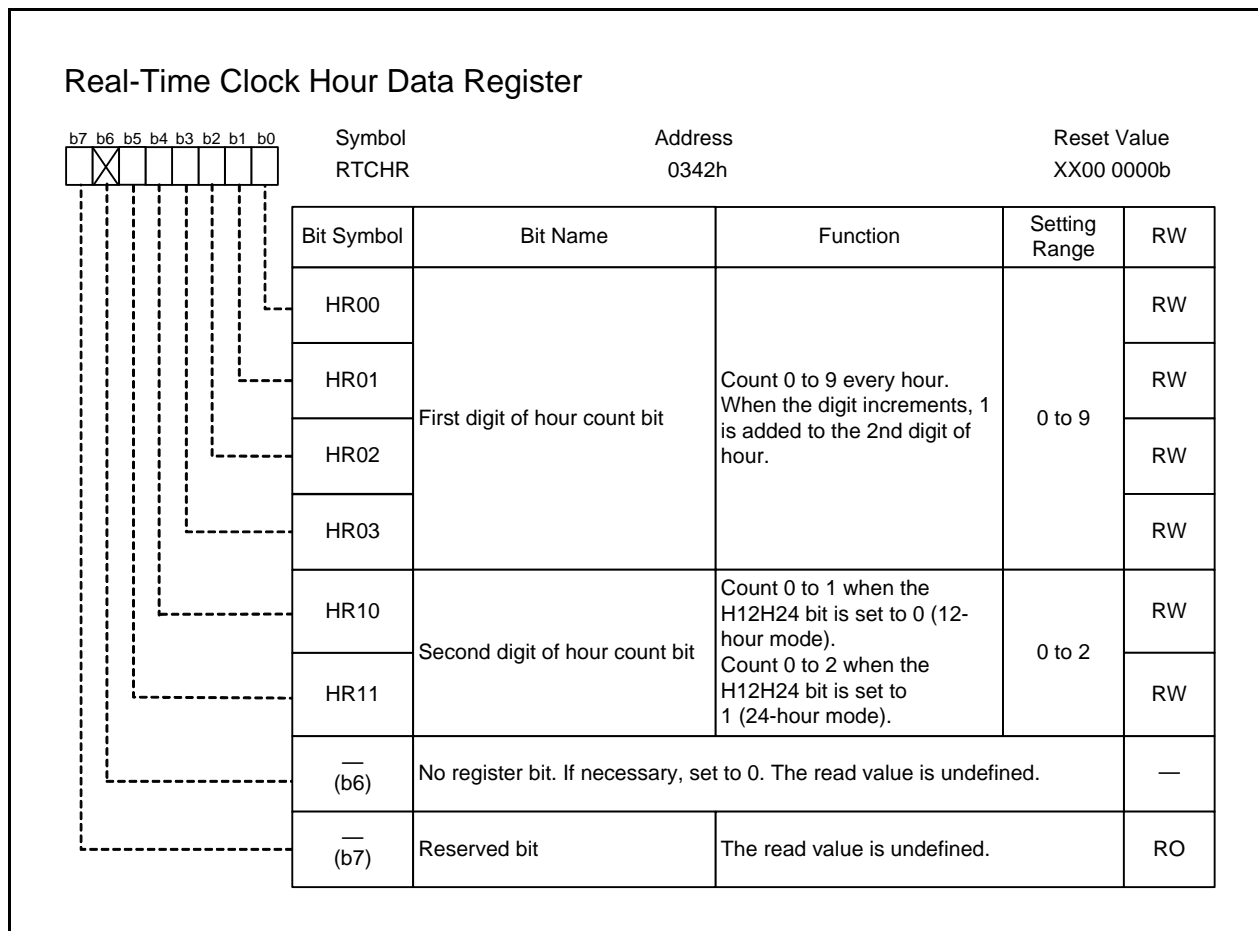 Real-Time Clock Hour Data Register
b7 b6 b5 b4 b3 b2 b1 b0
Symbol Address Reset Value
RTCHR 0342h XX00 0000b
Bit Symbol Bit Name Function Setting Range RW
HR00 RW
HR01 RW
HR02 RW
HR03 RW
First digit of hour count bit
Count 0 to 9 every hour.
When the digit increments, 1
is added to the 2nd digit of
hour.
0 to 9
HR10 RW
HR11 RW
Second digit of hour count bit
Count 0 to 1 when the
H12H24 bit is set to 0 (12-
hour mode).
Count 0 to 2 when the
H12H24 bit is set to
1 (24-hour mode).
0 to 2
—
(b6)
No register bit. If necessary, set to 0. The read value is undefined. —
—
(b7)
Reserved bit The read value is undefined. RO